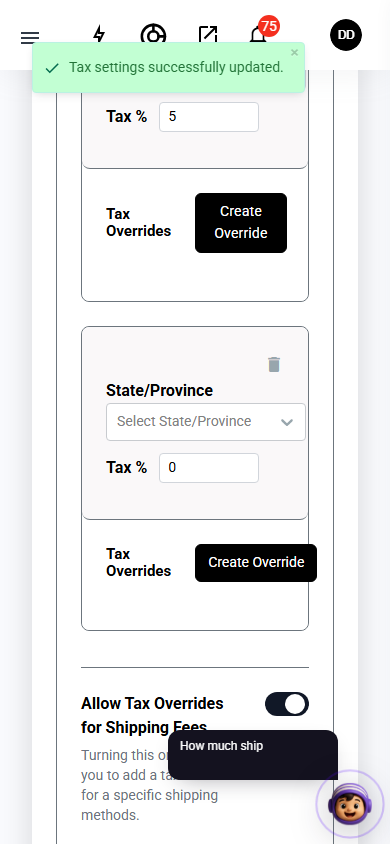 75
DD
Tax settings successfully updated.
×
Tax %
5
Tax
Overrides
Create
Override
State/Province
Select State/Province
Tax %
0
Tax
Overrides
Create Override
Allow Tax Overrides
for Shipping Fees
How much ship
Turning this
you to add a
for a specific shipping
methods.